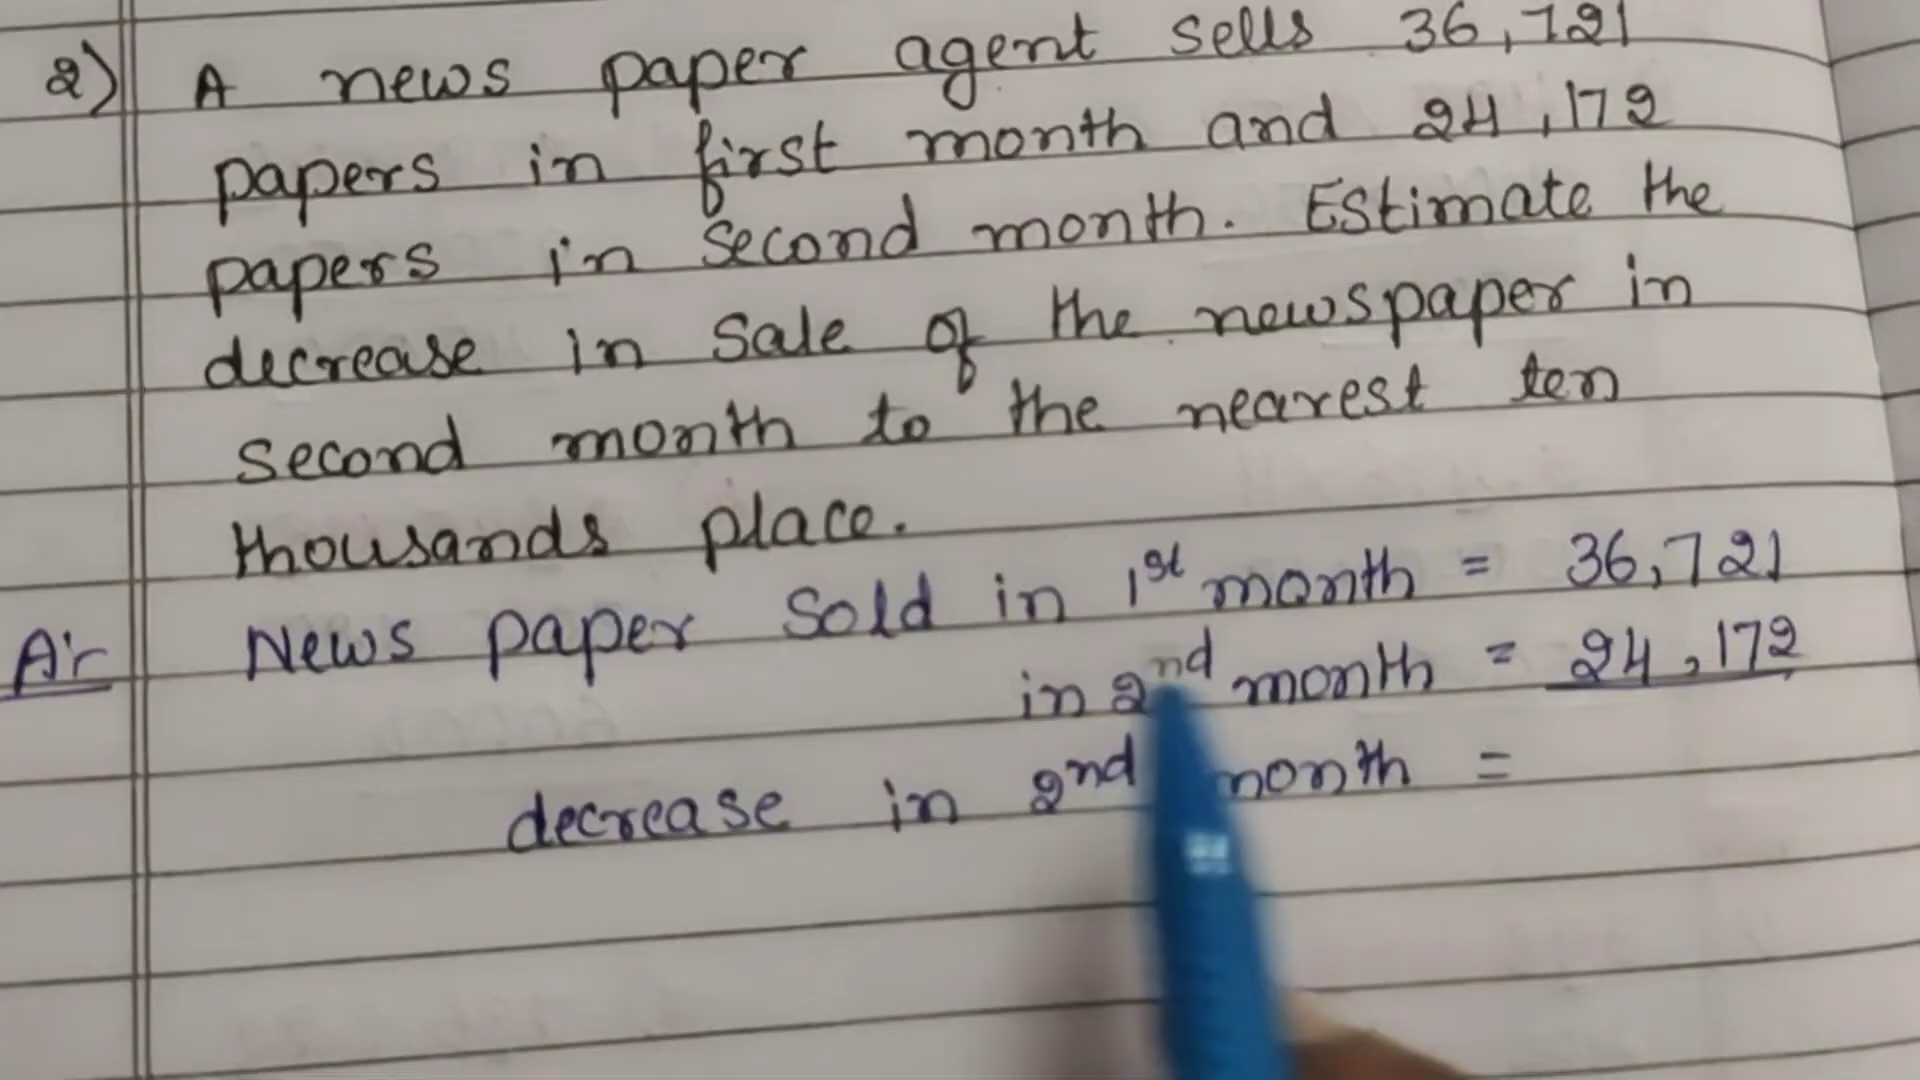 2) A news paper agent sells 36,721
papers in first month and 24,172
papers in second month. Estimate the
decrease in sale of the newspaper in
second month to the nearest ten
thousands place.
A:- News paper sold in 1st month = 36,721
in 2nd month = 24,172
decrease in 2nd month =